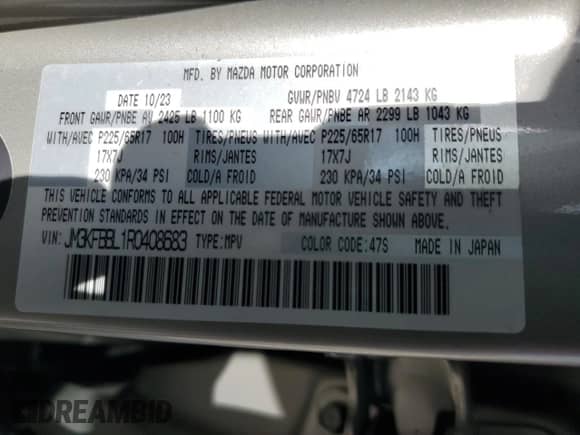 MFD. BY MAZDA MOTOR CORPORATION
DATE 10/23 GVWR/PNBV 4724 LB 2143 KG
FRONT GAWR/PNBE AV 2425 LB 1100 KG REAR GAWR/PNBE AR 2299 LB 1043 KG
WITH/AVEC P225/65R17 100H TIRES/PNEUS WITH/AVEC P225/65R17 100H TIRES/PNEUS
17X7J RIMS/JANTES 17X7J RIMS/JANTES
230 KPA/34 PSI COLD/A FROID 230 KPA/34 PSI COLD/A FROID
THIS VEHICLE CONFORMS TO ALL APPLICABLE FEDERAL MOTOR VEHICLE SAFETY AND THEFT
PREVENTION STANDARDS IN EFFECT ON THE DATE OF MANUFACTURE SHOWN ABOVE.
VIN: JM3KFBBL1R0408683 TYPE:MPV COLOR CODE:47S MADE IN JAPAN
DREAMBID